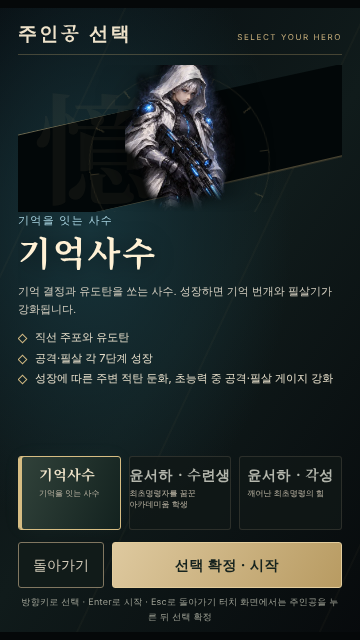 주인공 선택
SELECT YOUR HERO
憶
기억을 잇는 사수
기억사수
기억 결정과 유도탄을 쏘는 사수. 성장하면 기억 번개와 필살기가
강화됩니다.
◇ 직선 주포와 유도탄
◇ 공격·필살 각 7단계 성장
◇ 성장에 따른 주변 적탄 둔화, 초능력 중 공격·필살 게이지 강화
기억사수
기억을 잇는 사수
윤서하 · 수련생
최초명령자를 꿈꾼
아카데미움 학생
윤서하 · 각성
깨어난 최초명령의 힘
돌아가기
선택 확정 · 시작
방향키로 선택 · Enter로 시작 · Esc로 돌아가기 터치 화면에서는 주인공을 누
른 뒤 선택 확정